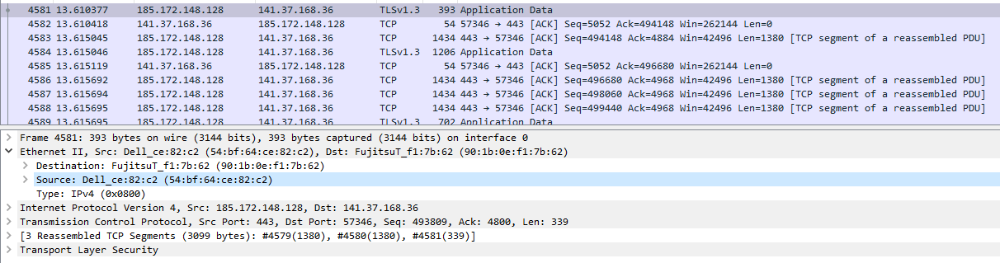 4581 13.610377 185.172.148.128 141.37.168.36 TLSv1.3 393 Application Data
4582 13.610418 141.37.168.36 185.172.148.128 TCP 54 57346 → 443 [ACK] Seq=5052 Ack=494148 Win=262144 Len=0
4583 13.615045 185.172.148.128 141.37.168.36 TCP 1434 443 → 57346 [ACK] Seq=494148 Ack=4884 Win=42496 Len=1380 [TCP segment of a reassembled PDU]
4584 13.615046 185.172.148.128 141.37.168.36 TLSv1.3 1206 Application Data
4585 13.615119 141.37.168.36 185.172.148.128 TCP 54 57346 → 443 [ACK] Seq=5052 Ack=496680 Win=262144 Len=0
4586 13.615692 185.172.148.128 141.37.168.36 TCP 1434 443 → 57346 [ACK] Seq=496680 Ack=4968 Win=42496 Len=1380 [TCP segment of a reassembled PDU]
4587 13.615694 185.172.148.128 141.37.168.36 TCP 1434 443 → 57346 [ACK] Seq=498060 Ack=4968 Win=42496 Len=1380 [TCP segment of a reassembled PDU]
4588 13.615695 185.172.148.128 141.37.168.36 TCP 1434 443 → 57346 [ACK] Seq=499440 Ack=4968 Win=42496 Len=1380 [TCP segment of a reassembled PDU]
4589 13.615695 185.172.148.128 141.37.168.36 TLSv1.3 702 Application Data
Frame 4581: 393 bytes on wire (3144 bits), 393 bytes captured (3144 bits) on interface 0
Ethernet II, Src: Dell_ce:82:c2 (54:bf:64:ce:82:c2), Dst: FujitsuT_f1:7b:62 (90:1b:0e:f1:7b:62)
Destination: FujitsuT_f1:7b:62 (90:1b:0e:f1:7b:62)
Source: Dell_ce:82:c2 (54:bf:64:ce:82:c2)
Type: IPv4 (0x0800)
Internet Protocol Version 4, Src: 185.172.148.128, Dst: 141.37.168.36
Transmission Control Protocol, Src Port: 443, Dst Port: 57346, Seq: 493809, Ack: 4800, Len: 339
[3 Reassembled TCP Segments (3099 bytes): #4579(1380), #4580(1380), #4581(339)]
Transport Layer Security